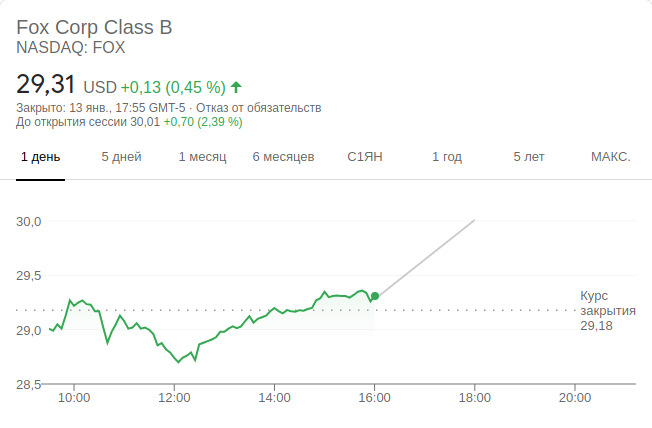 Fox Corp Class B
NASDAQ: FOX
29,31 USD +0,13 (0,45 %)
Закрыто: 13 янв., 17:55 GMT-5 · Отказ от обязательств
До открытия сессии 30,01 +0,70 (2,39 %)
1 день 5 дней 1 месяц 6 месяцев С1ЯН 1 год 5 лет МАКС.
30,0
29,5
29,0
28,5
Курс
закрытия
29,18
10:00 12:00 14:00 16:00 18:00 20:00